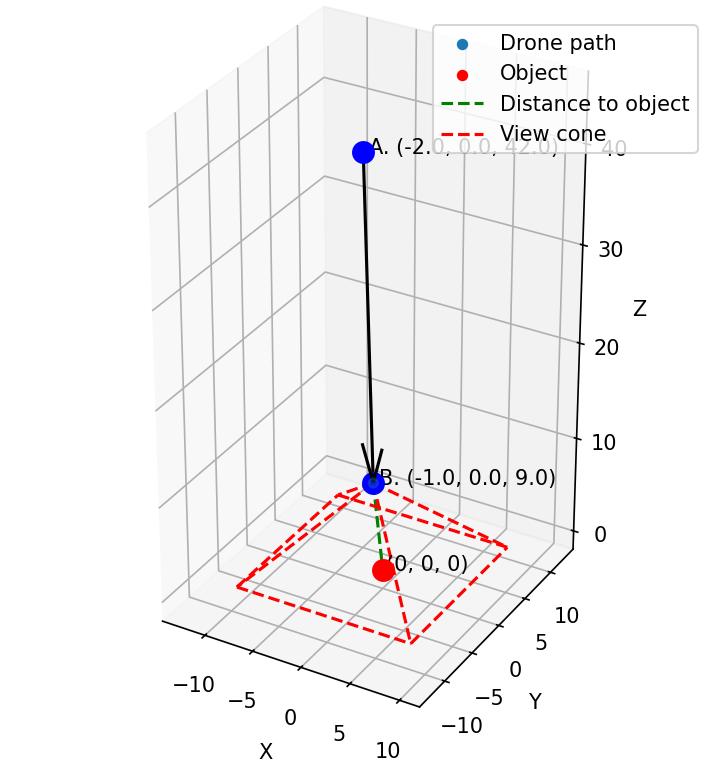 Drone path
Object
Distance to object
View cone
A. (-2.0, 0.0, 42.0)
40
30
Z
20
10
B. (-1.0, 0.0, 9.0)
0
(0, 0, 0)
10
5
0
−5
Y
−10
−10
−5
0
5
10
X